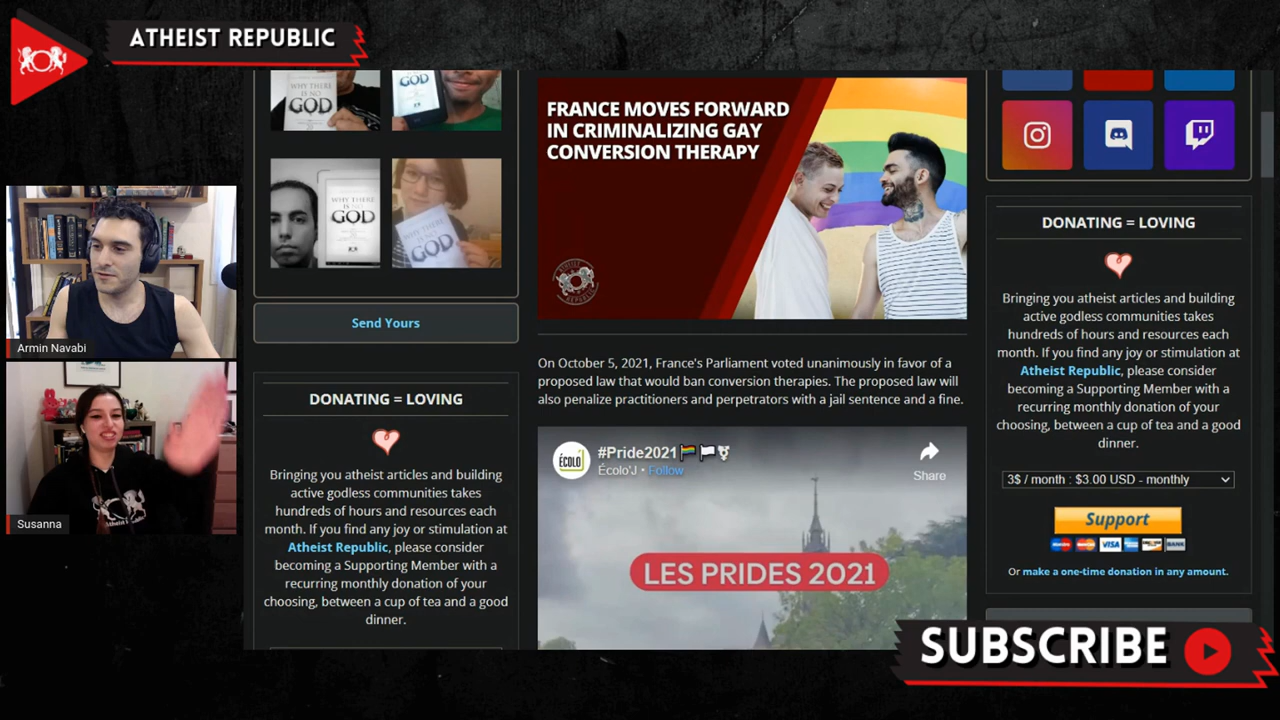 ATHEIST REPUBLIC
WHY THERE
IS NO
GOD
GOD
WHY THERE
IS NO
GOD
WHY THERE
IS NO
GOD
Send Yours
DONATING = LOVING
Bringing you atheist articles and building
active godless communities takes
hundreds of hours and resources each
month. If you find any joy or stimulation at
Atheist Republic, please consider
becoming a Supporting Member with a
recurring monthly donation of your
choosing, between a cup of tea and a good
dinner.
Armin Navabi
Susanna
FRANCE MOVES FORWARD
IN CRIMINALIZING GAY
CONVERSION THERAPY
On October 5, 2021, France's Parliament voted unanimously in favor of a
proposed law that would ban conversion therapies. The proposed law will
also penalize practitioners and perpetrators with a jail sentence and a fine.
ÉCOLO
#Pride2021
Écolo'J • Follow
Share
LES PRIDES 2021
DONATING = LOVING
Bringing you atheist articles and building
active godless communities takes
hundreds of hours and resources each
month. If you find any joy or stimulation at
Atheist Republic, please consider
becoming a Supporting Member with a
recurring monthly donation of your
choosing, between a cup of tea and a good
dinner.
3$ / month : $3.00 USD - monthly
Support
VISA
BANK
Or make a one-time donation in any amount.
SUBSCRIBE